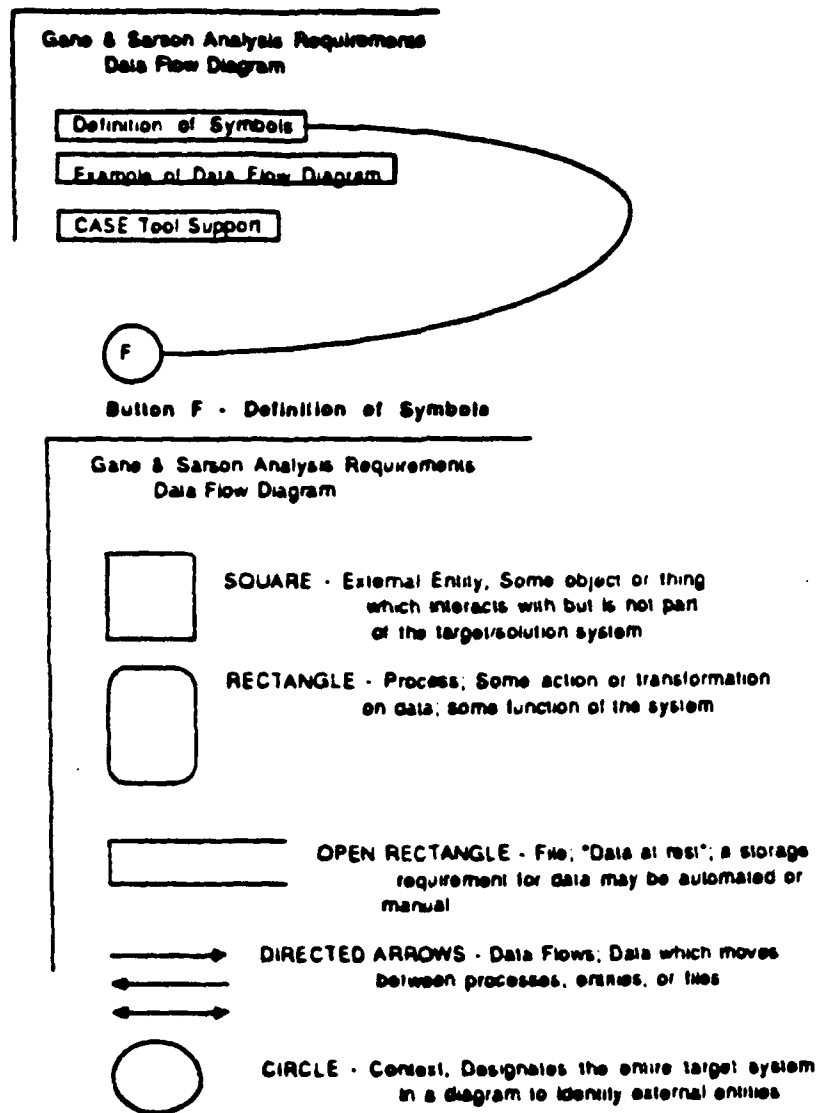 Gane & Sarson Analysis Requirements
Data Flow Diagram
Definition of Symbols
Example of Data Flow Diagram
CASE Tool Support
F
Button F - Definition of Symbols
Gane & Sarson Analysis Requirements
Data Flow Diagram
SQUARE - External Entity, Some object or thing
which interacts with but is not part
of the target/solution system
RECTANGLE - Process; Some action or transformation
on data; some function of the system
OPEN RECTANGLE - File; "Data at rest"; a storage
requirement for data may be automated or
manual
DIRECTED ARROWS - Data Flows; Data which moves
between processes, entities, or files
CIRCLE - Context, Designates the entire target system
in a diagram to identify external entities